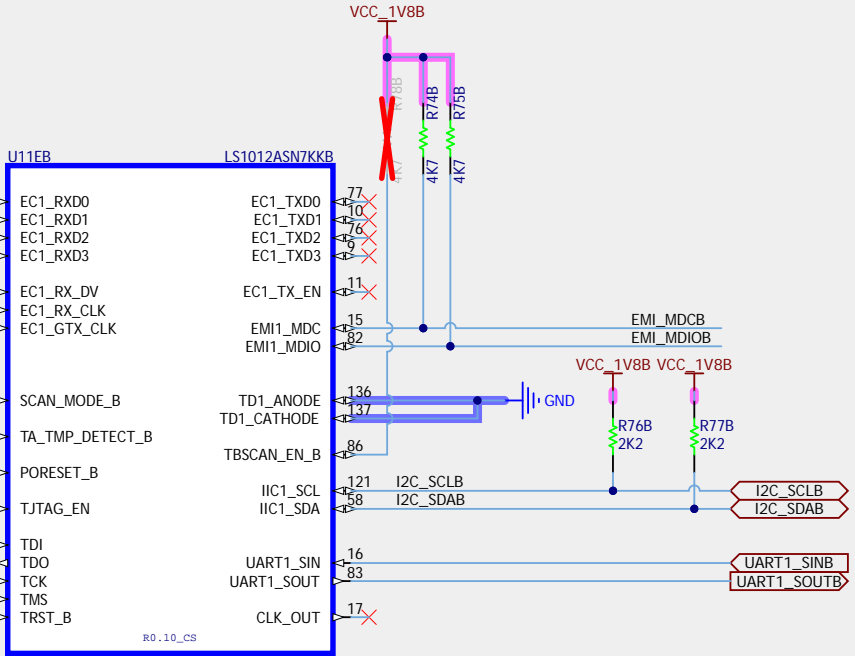 VCC_1V8B
R78B
4K7
R74B
4K7
R75B
4K7
U11EB
LS1012ASN7KKB
EC1_RXD0
EC1_RXD1
EC1_RXD2
EC1_RXD3
EC1_RX_DV
EC1_RX_CLK
EC1_GTX_CLK
SCAN_MODE_B
TA_TMP_DETECT_B
PORESET_B
TJTAG_EN
TDI
TDO
TCK
TMS
TRST_B
EC1_TXD0 77
EC1_TXD1 10
EC1_TXD2 76
EC1_TXD3 9
EC1_TX_EN 11
EMI1_MDC 15 EMI_MDCB
EMI1_MDIO 82 EMI_MDIOB
TD1_ANODE 136 GND
TD1_CATHODE 137
TBSCAN_EN_B 86
IIC1_SCL 121 I2C_SCLB I2C_SCLB
IIC1_SDA 58 I2C_SDAB I2C_SDAB
UART1_SIN 16 UART1_SINB
UART1_SOUT 83 UART1_SOUTB
CLK_OUT 17
VCC_1V8B VCC_1V8B
R76B
2K2
R77B
2K2
R0.10_CS